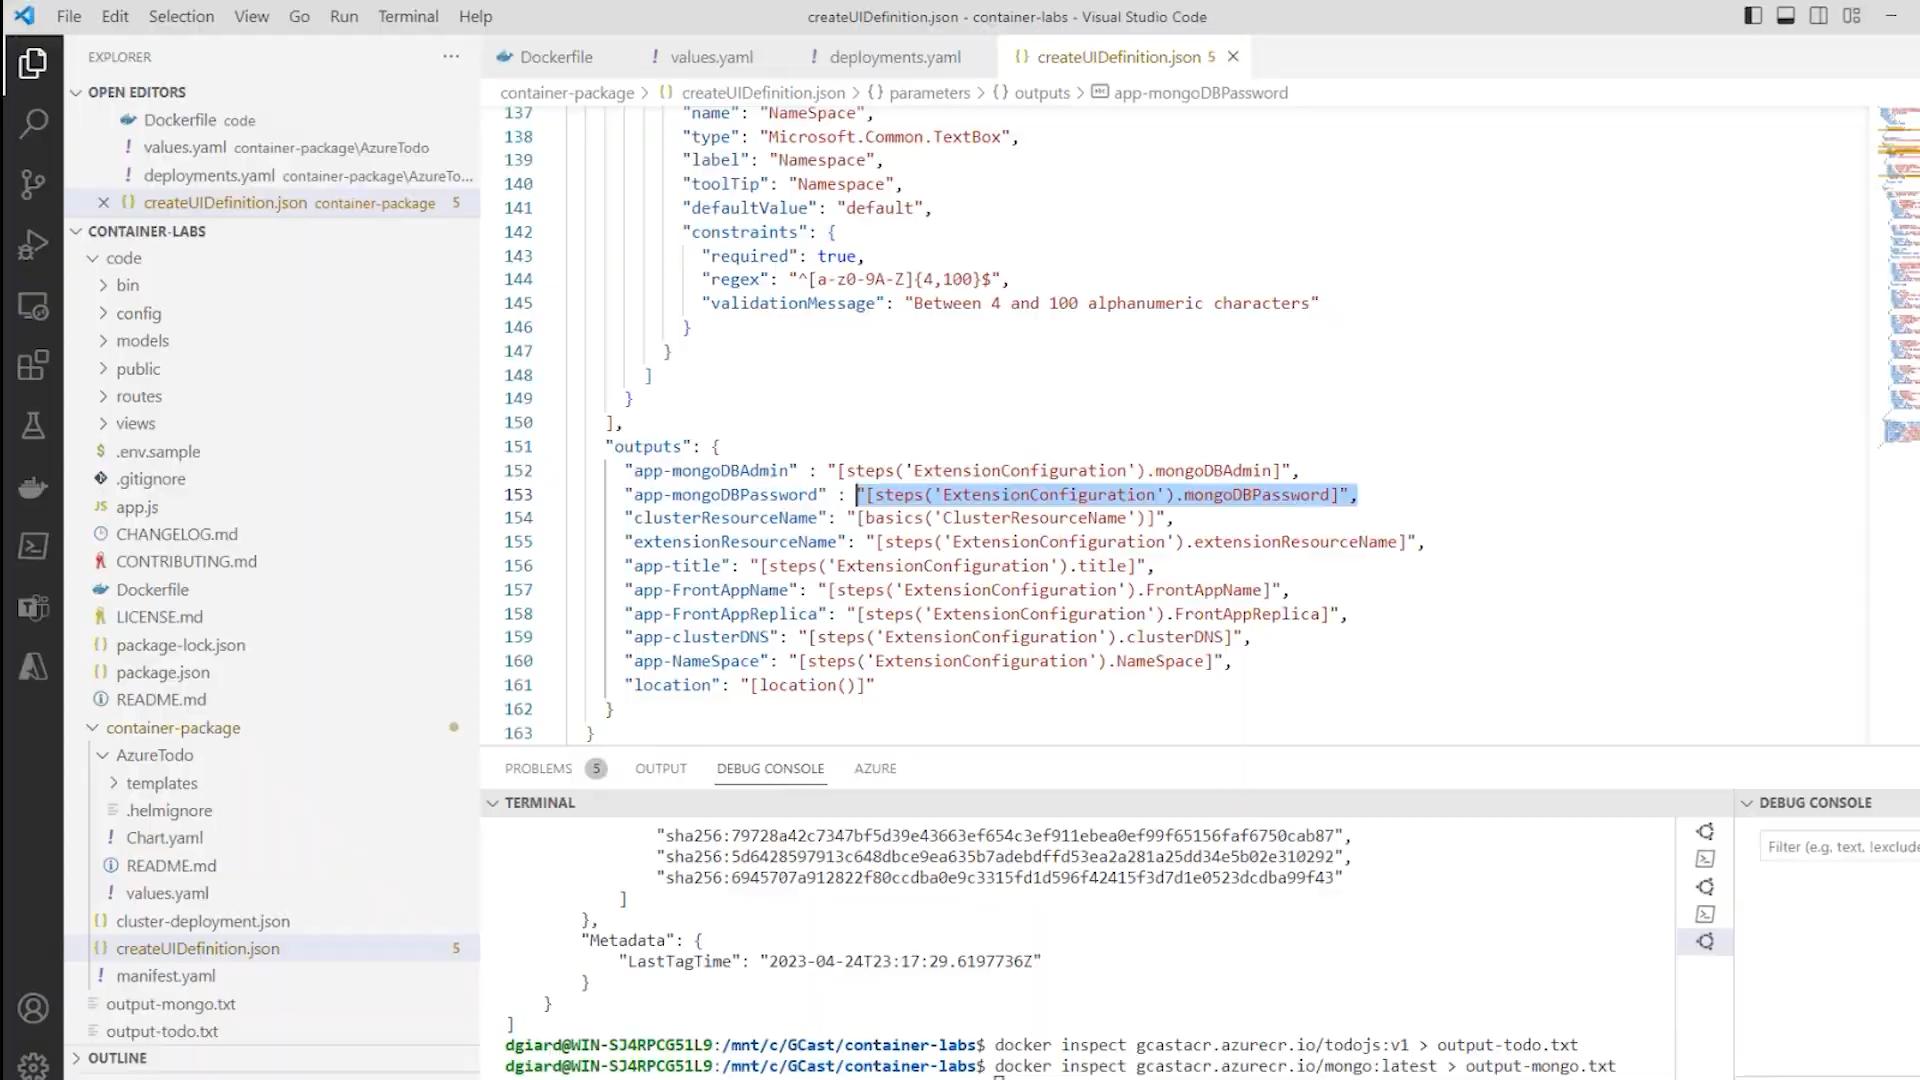 File Edit Selection View Go Run Terminal Help
createUIDefinition.json - container-labs - Visual Studio Code
EXPLORER
OPEN EDITORS
Dockerfile code
values.yaml container-package\AzureTodo
deployments.yaml container-package\AzureTo...
createUIDefinition.json container-package 5
CONTAINER-LABS
code
bin
config
models
public
routes
views
.env.sample
.gitignore
app.js
CHANGELOG.md
CONTRIBUTING.md
Dockerfile
LICENSE.md
package-lock.json
package.json
README.md
container-package
AzureTodo
templates
.helmignore
Chart.yaml
README.md
values.yaml
cluster-deployment.json
createUIDefinition.json 5
manifest.yaml
output-mongo.txt
output-todo.txt
OUTLINE
Dockerfile values.yaml deployments.yaml createUIDefinition.json 5
container-package > createUIDefinition.json > {} parameters > {} outputs > app-mongoDBPassword
137 "name": "NameSpace",
138 "type": "Microsoft.Common.TextBox",
139 "label": "Namespace",
140 "toolTip": "Namespace",
141 "defaultValue": "default",
142 "constraints": {
143 "required": true,
144 "regex": "^[a-z0-9A-Z]{4,100}$",
145 "validationMessage": "Between 4 and 100 alphanumeric characters"
146 }
147 }
148 ]
149 }
150 ],
151 "outputs": {
152 "app-mongoDBAdmin" : "[steps('ExtensionConfiguration').mongoDBAdmin]",
153 "app-mongoDBPassword" : "[steps('ExtensionConfiguration').mongoDBPassword]",
154 "clusterResourceName": "[basics('ClusterResourceName')]",
155 "extensionResourceName": "[steps('ExtensionConfiguration').extensionResourceName]",
156 "app-title": "[steps('ExtensionConfiguration').title]",
157 "app-FrontAppName": "[steps('ExtensionConfiguration').FrontAppName]",
158 "app-FrontAppReplica": "[steps('ExtensionConfiguration').FrontAppReplica]",
159 "app-clusterDNS": "[steps('ExtensionConfiguration').clusterDNS]",
160 "app-NameSpace": "[steps('ExtensionConfiguration').NameSpace]",
161 "location": "[location()]"
162 }
163 }
PROBLEMS 5 OUTPUT DEBUG CONSOLE AZURE
TERMINAL
"sha256:79728a42c7347bf5d39e43663ef654c3ef911ebea0ef99f65156faf6750cab87",
"sha256:5d6428597913c648dbce9ea635b7adebdffd53ea2a281a25dd34e5b02e310292",
"sha256:6945707a912822f80ccdba0e9c3315fd1d596f42415f3d7d1e0523dcdba99f43"
]
},
"Metadata": {
"LastTagTime": "2023-04-24T23:17:29.6197736Z"
}
}
]
dgiard@WIN-SJ4RPCG51L9:/mnt/c/GCast/container-labs$ docker inspect gcastacr.azurecr.io/todojs:v1 > output-todo.txt
dgiard@WIN-SJ4RPCG51L9:/mnt/c/GCast/container-labs$ docker inspect gcastacr.azurecr.io/mongo:latest > output-mongo.txt
DEBUG CONSOLE
Filter (e.g. text, !exclude